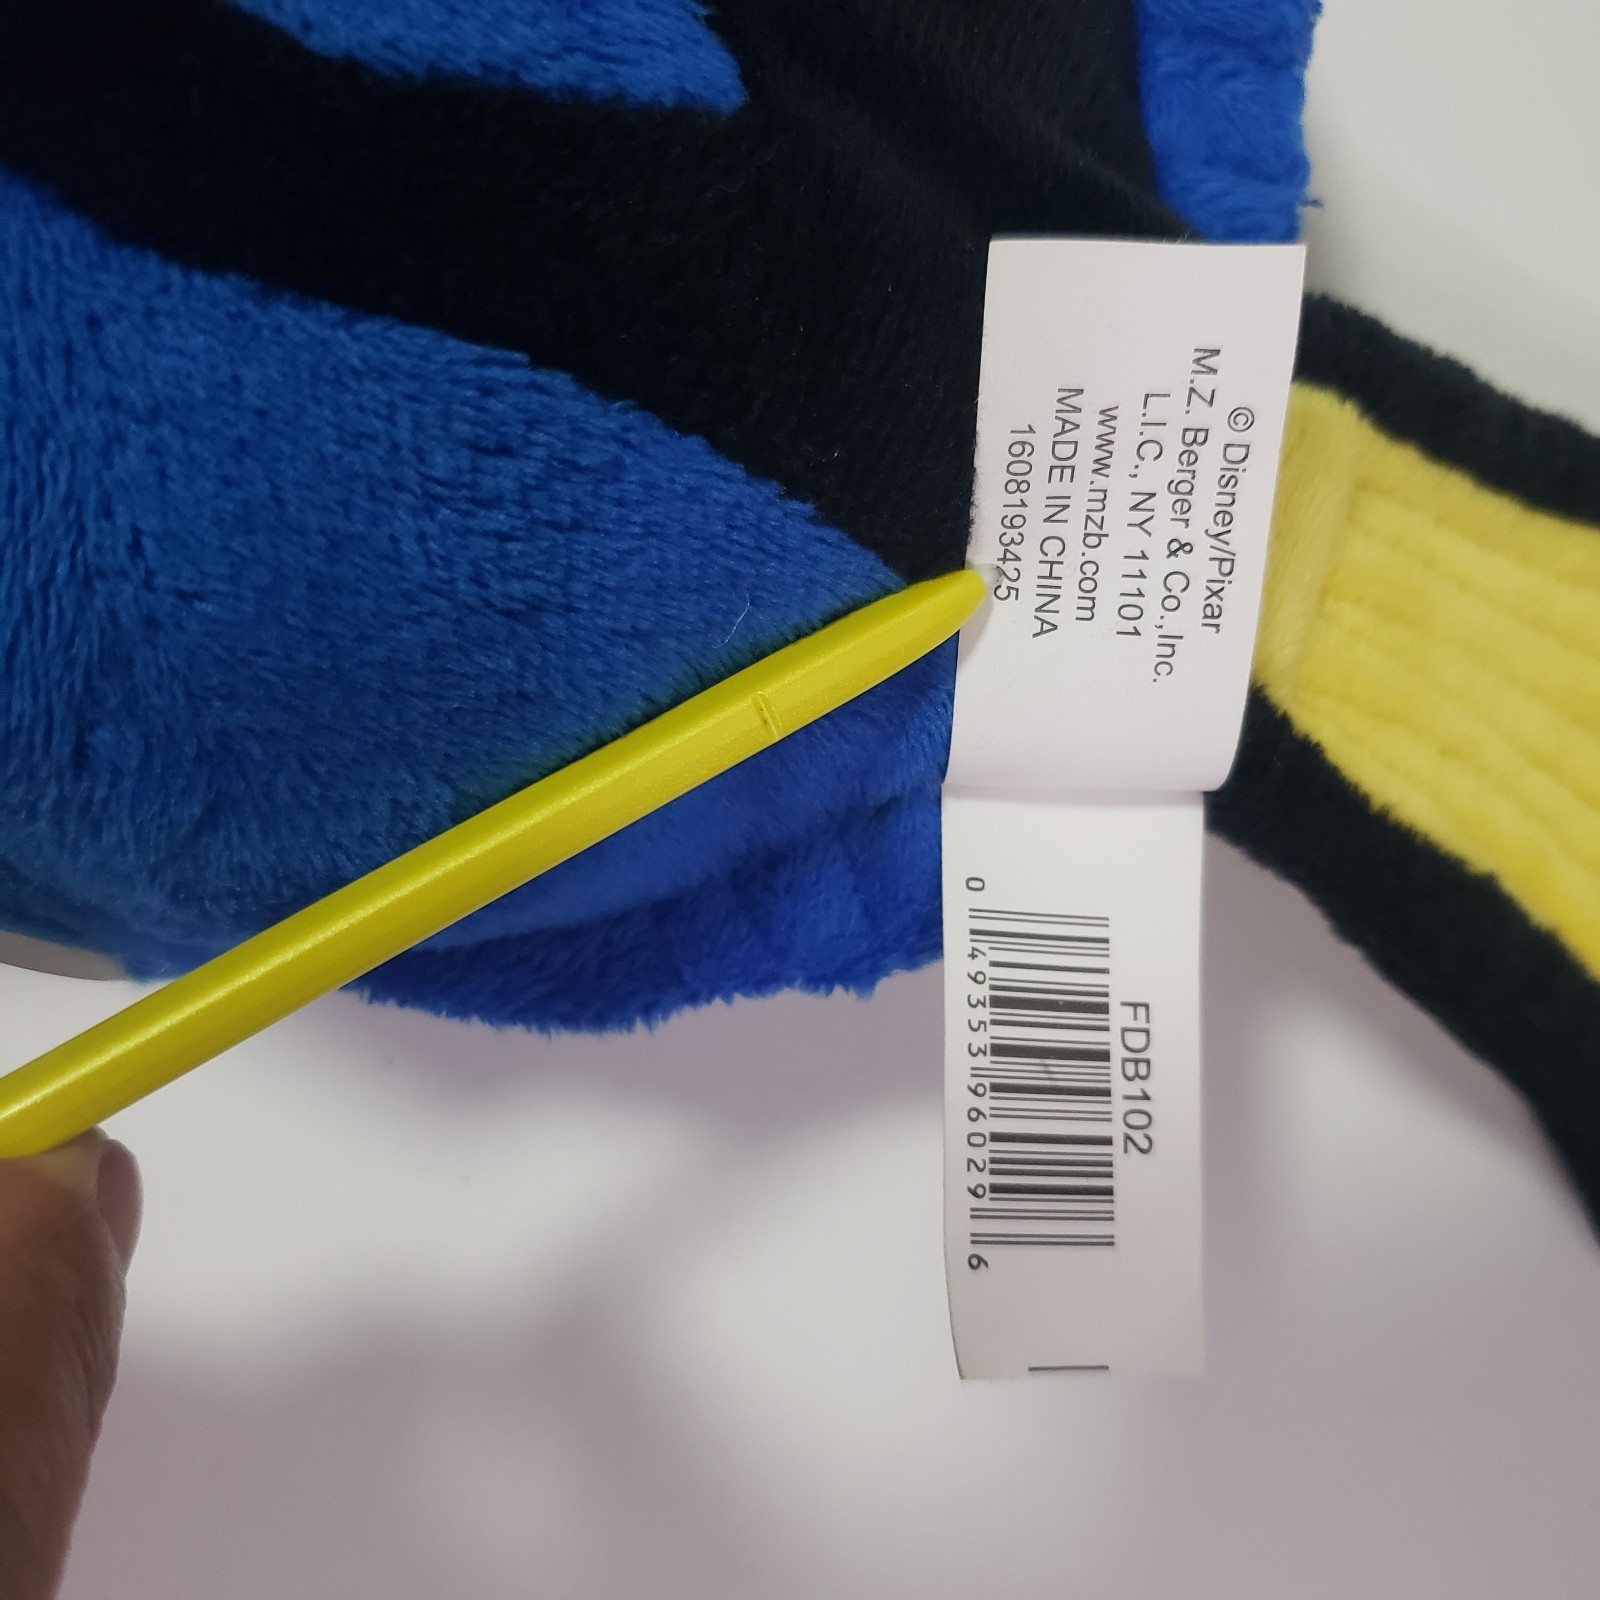 © Disney/Pixar
M.Z. Berger & Co.,Inc.
L.I.C., NY 11101
www.mzb.com
MADE IN CHINA
1608193425
FDB102
0 49353 96029 6